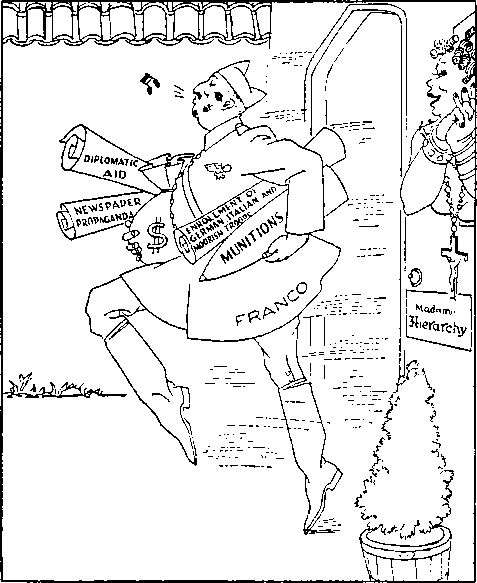 DIPLOMATIC
AID
NEWSPAPER
PROPAGANDA
$
ENROLLMENT OF
GERMAN, ITALIAN AND
MOORISH TROOPS
MUNITIONS
FRANCO
Madam
Hierarchy